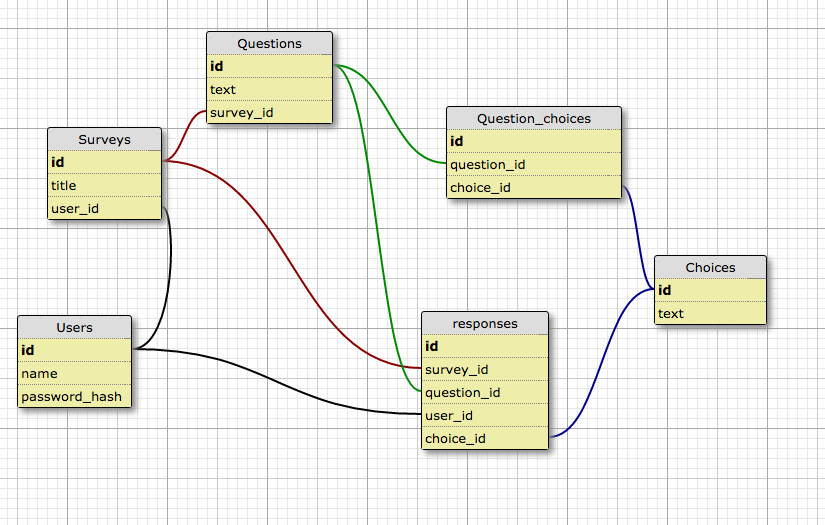 Questions
id
text
survey_id
Question_choices
id
question_id
choice_id
Surveys
id
title
user_id
Choices
id
text
Users
id
name
password_hash
responses
id
survey_id
question_id
user_id
choice_id